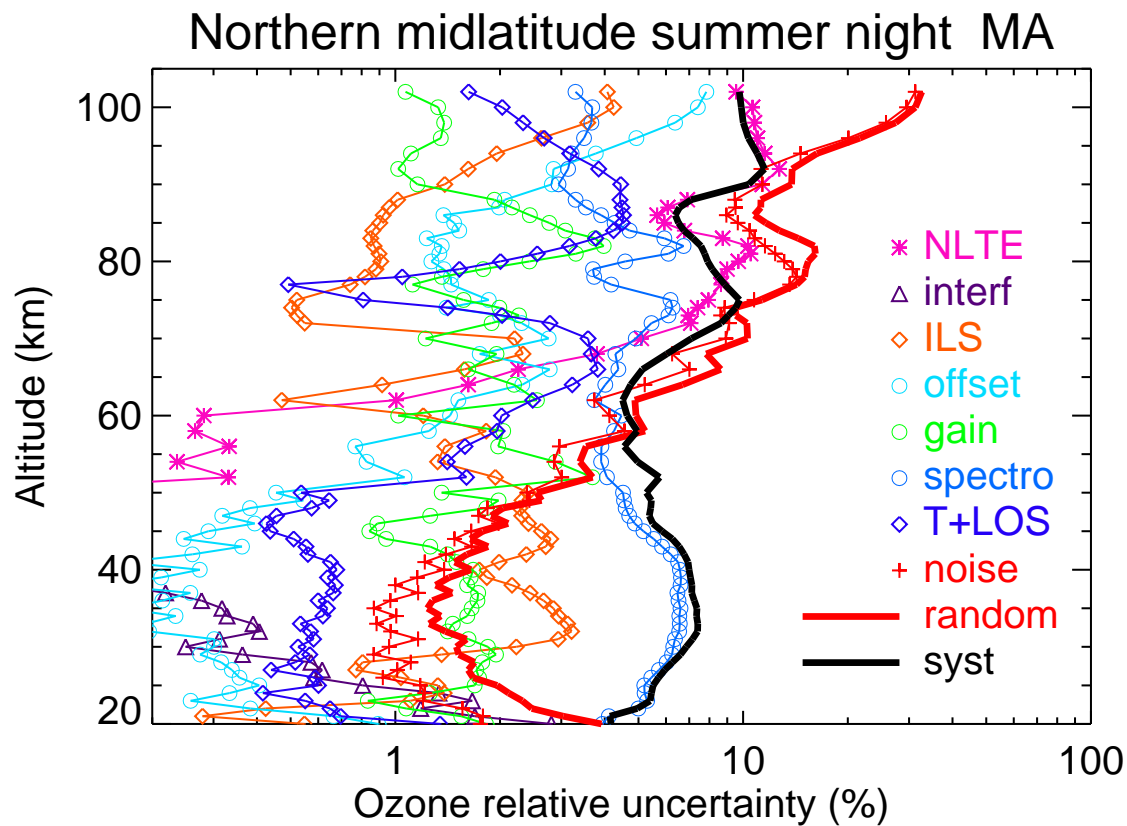 Northern midlatitude summer night  MA
Altitude (km)
100
80
60
40
20
NLTE
interf
ILS
offset
gain
spectro
T+LOS
noise
random
syst
1
10
100
Ozone relative uncertainty (%)